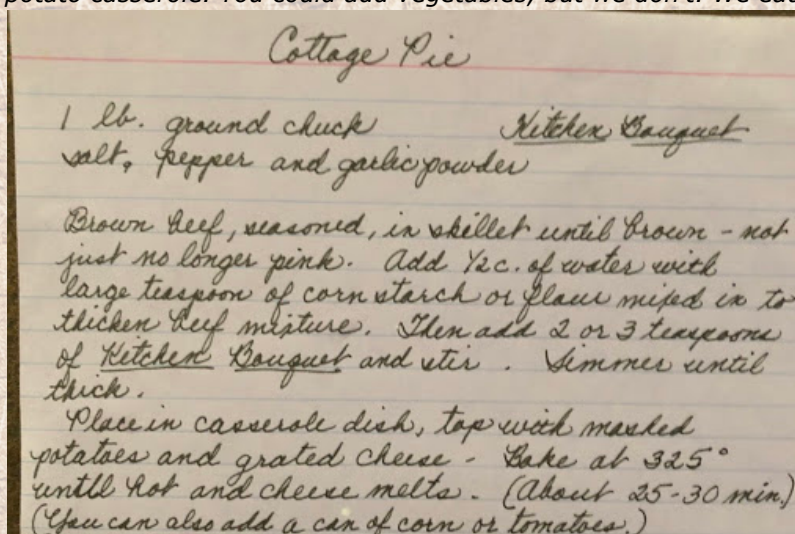 potato casserole. You could add vegetables, but we don't. We eat
Cottage Pie
1 lb. ground chuck Kitchen Bouquet
salt, pepper and garlic powder
Brown beef, seasoned, in skillet until brown - not
just no longer pink. Add 1/2 c. of water with
large teaspoon of corn starch or flour mixed in to
thicken beef mixture. Then add 2 or 3 teaspoons
of Kitchen Bouquet and stir. Simmer until
thick.
Place in casserole dish, top with mashed
potatoes and grated cheese - Bake at 325°
until hot and cheese melts. (About 25-30 min.)
(You can also add a can of corn or tomatoes.)